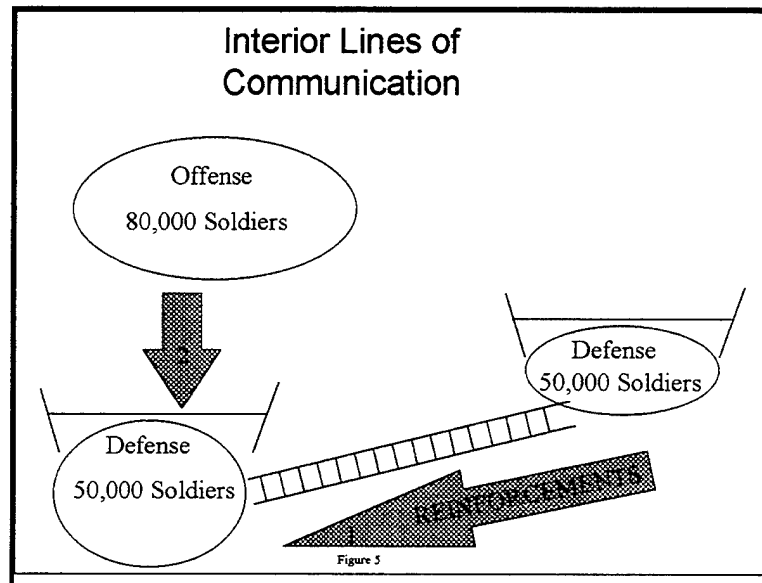 Interior Lines of
Communication
Offense
80,000 Soldiers
2
Defense
50,000 Soldiers
Defense
50,000 Soldiers
REINFORCEMENTS
1
Figure 5